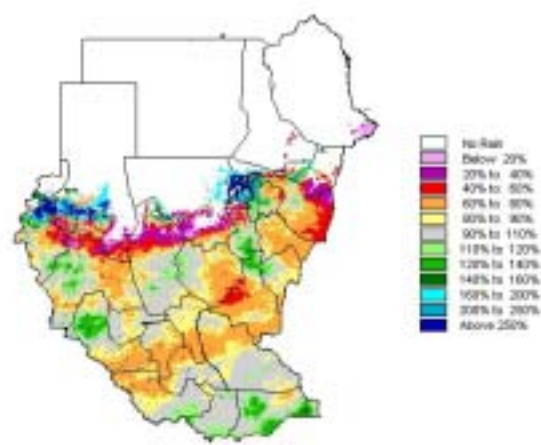 No Rain
Below 20%
20% to 40%
40% to 60%
60% to 80%
80% to 90%
90% to 110%
110% to 120%
120% to 140%
140% to 160%
160% to 200%
200% to 250%
Above 250%